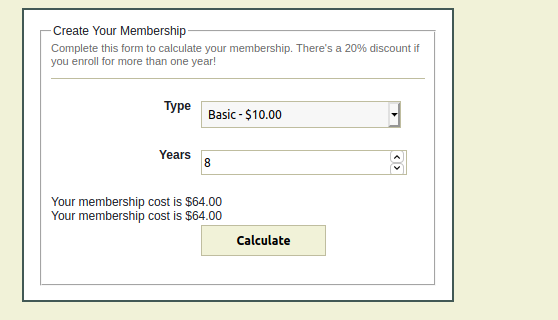 Create Your Membership
Complete this form to calculate your membership. There's a 20% discount if
you enroll for more than one year!
Type
Basic - $10.00
Years
8
Your membership cost is $64.00
Your membership cost is $64.00
Calculate